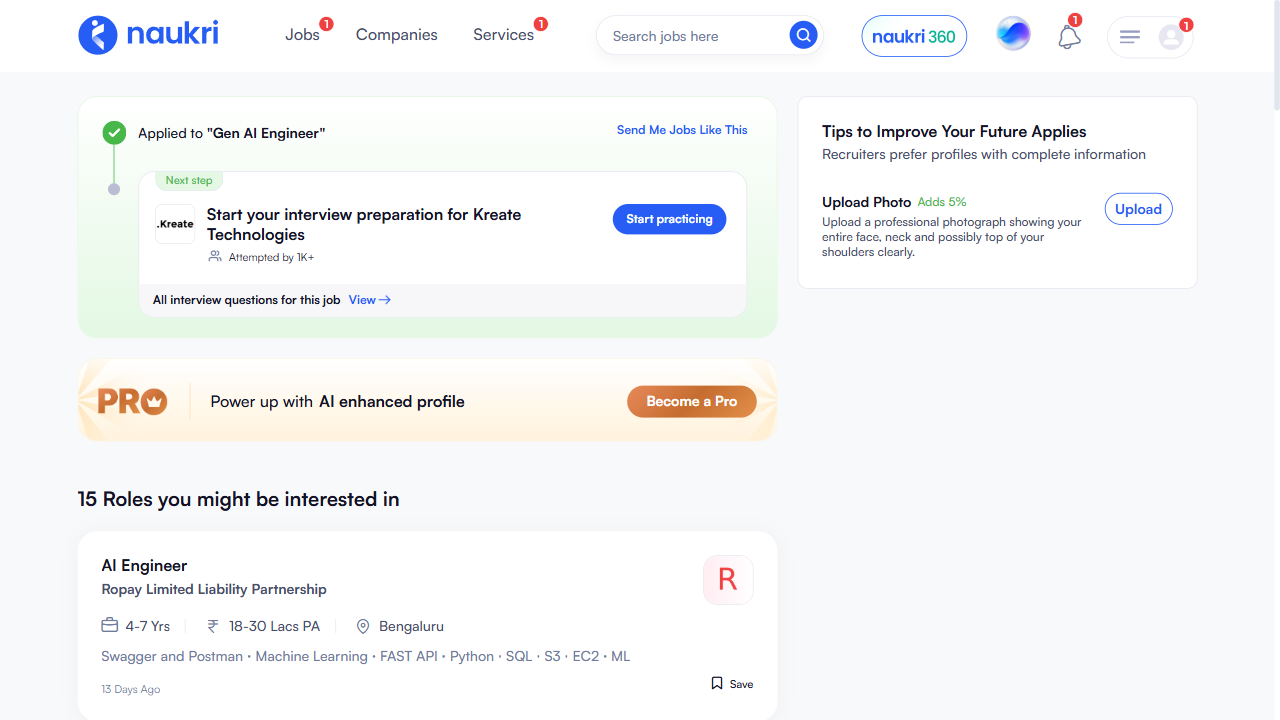 naukri
Jobs 1
Companies
Services 1
Search jobs here
naukri 360
1
1
Applied to "Gen AI Engineer"
Send Me Jobs Like This
Next step
.Kreate
Start your interview preparation for Kreate
Technologies
Attempted by 1K+
Start practicing
All interview questions for this job View
Tips to Improve Your Future Applies
Recruiters prefer profiles with complete information
Upload Photo Adds 5%
Upload a professional photograph showing your
entire face, neck and possibly top of your
shoulders clearly.
Upload
PRO
Power up with AI enhanced profile
Become a Pro
15 Roles you might be interested in
AI Engineer
Ropay Limited Liability Partnership
R
4-7 Yrs
₹ 18-30 Lacs PA
Bengaluru
Swagger and Postman · Machine Learning · FAST API · Python · SQL · S3 · EC2 · ML
13 Days Ago
Save